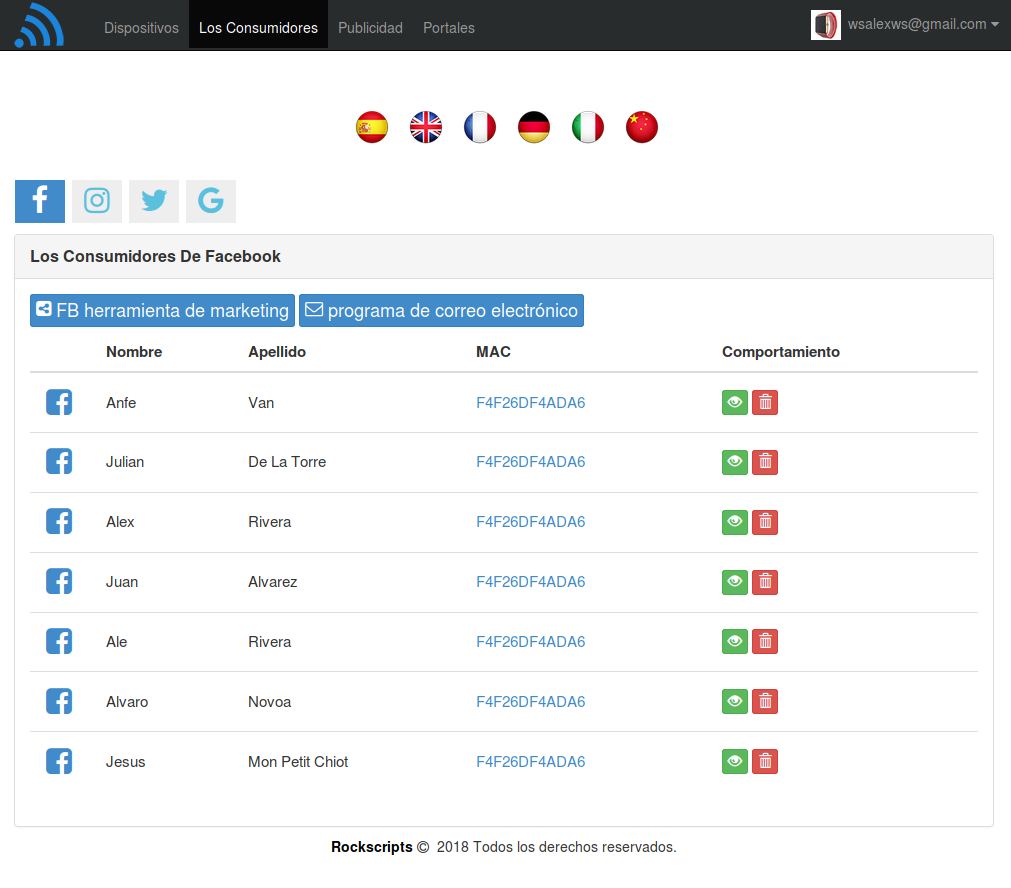 Dispositivos Los Consumidores Publicidad Portales wsalexws@gmail.com
Los Consumidores De Facebook
FB herramienta de marketing programa de correo electrónico
Nombre Apellido MAC Comportamiento
Anfe Van F4F26DF4ADA6
Julian De La Torre F4F26DF4ADA6
Alex Rivera F4F26DF4ADA6
Juan Alvarez F4F26DF4ADA6
Ale Rivera F4F26DF4ADA6
Alvaro Novoa F4F26DF4ADA6
Jesus Mon Petit Chiot F4F26DF4ADA6
Rockscripts © 2018 Todos los derechos reservados.